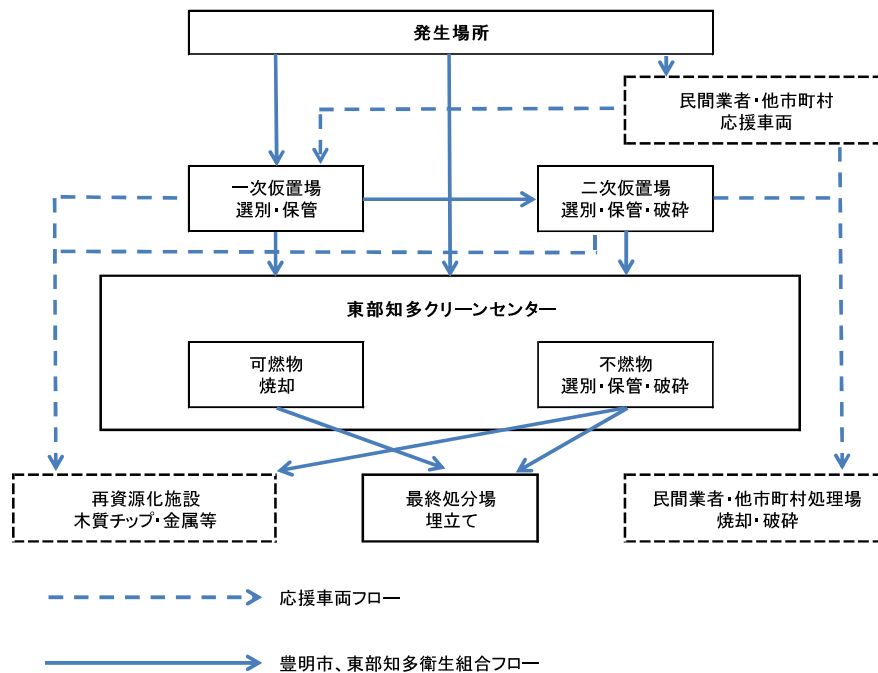 発生場所
民間業者・他市町村
応援車両
一次仮置場
選別・保管
二次仮置場
選別・保管・破砕
東部知多クリーンセンター
可燃物
焼却
不燃物
選別・保管・破砕
再資源化施設
木質チップ・金属等
最終処分場
埋立て
民間業者・他市町村処理場
焼却・破砕
応援車両フロー
豊明市、東部知多衛生組合フロー